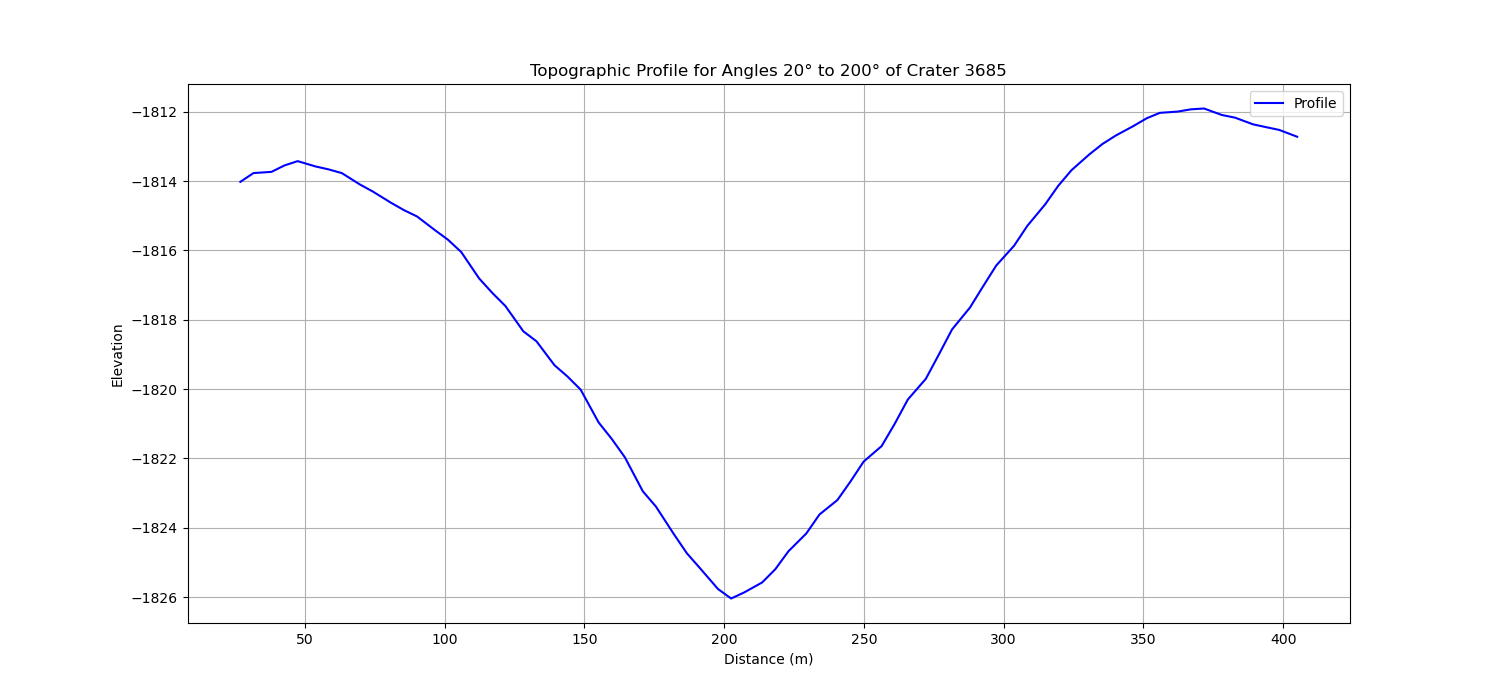 Topographic Profile for Angles 20° to 200° of Crater 3685
Profile
Elevation
−1812
−1814
−1816
−1818
−1820
−1822
−1824
−1826
50 100 150 200 250 300 350 400
Distance (m)